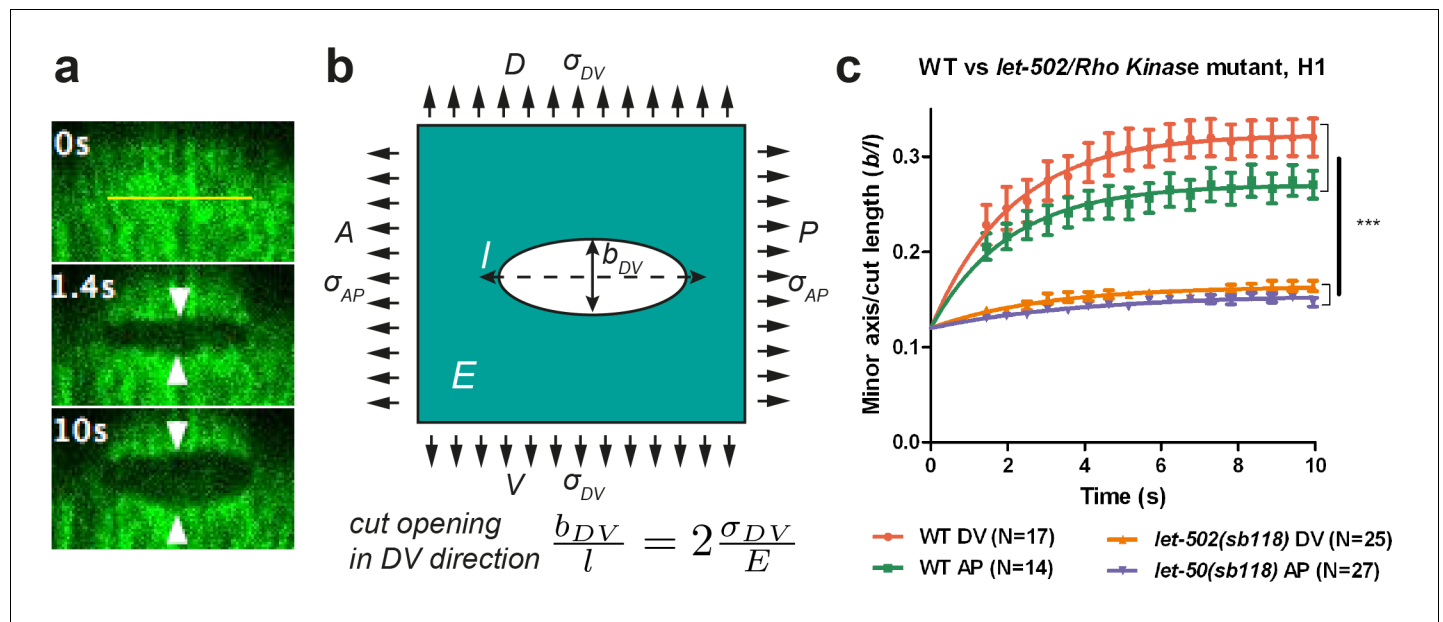 a
0s
1.4s
10s
b
D σDV
A
σAP
l
bDV
P
σAP
E
V σDV
cut opening
in DV direction
bDV/l = 2 σDV/E
c
WT vs let-502/Rho Kinase mutant, H1
Minor axis/cut length (b/l)
0.3
0.2
0.1
0.0
0 2 4 6 8 10
Time (s)
***
WT DV (N=17)
WT AP (N=14)
let-502(sb118) DV (N=25)
let-50(sb118) AP (N=27)